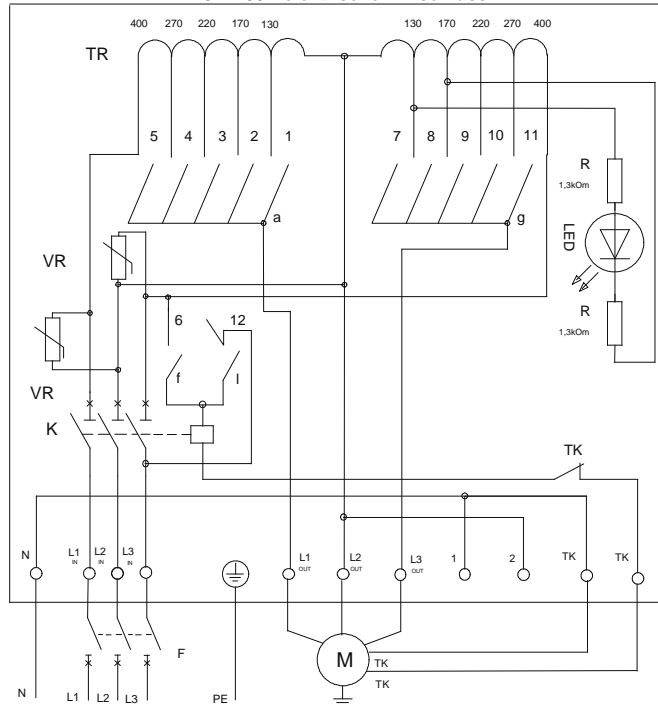 400 270 220 170 130 130 170 220 270 400
TR
5 4 3 2 1 7 8 9 10 11
R
1,3kOm
a g
LED
VR
R
1,3kOm
6 12
f l
VR
K
TK
N L1 IN L2 IN L3 IN L1 OUT L2 OUT L3 OUT 1 2 TK TK
F
M
TK
TK
N L1 L2 L3 PE